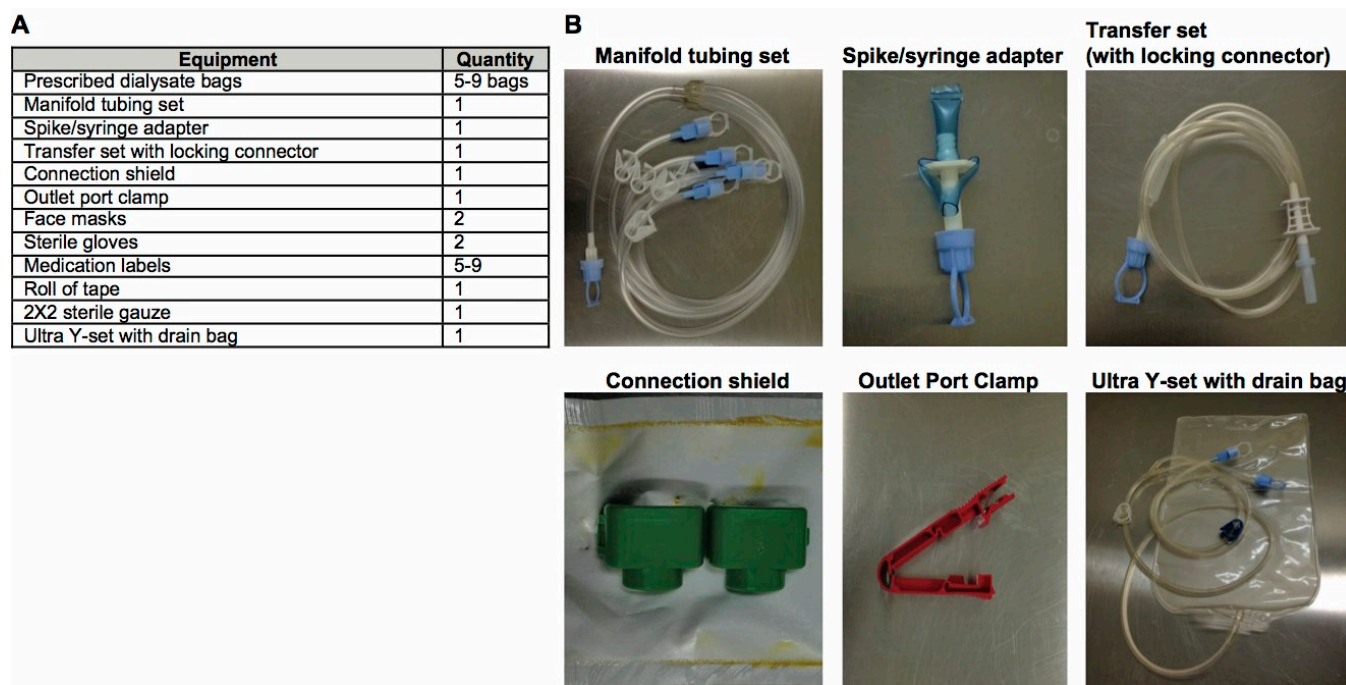 A
Equipment Quantity
Prescribed dialysate bags 5-9 bags
Manifold tubing set 1
Spike/syringe adapter 1
Transfer set with locking connector 1
Connection shield 1
Outlet port clamp 1
Face masks 2
Sterile gloves 2
Medication labels 5-9
Roll of tape 1
2X2 sterile gauze 1
Ultra Y-set with drain bag 1
B
Manifold tubing set
Spike/syringe adapter
Transfer set
(with locking connector)
Connection shield
Outlet Port Clamp
Ultra Y-set with drain bag